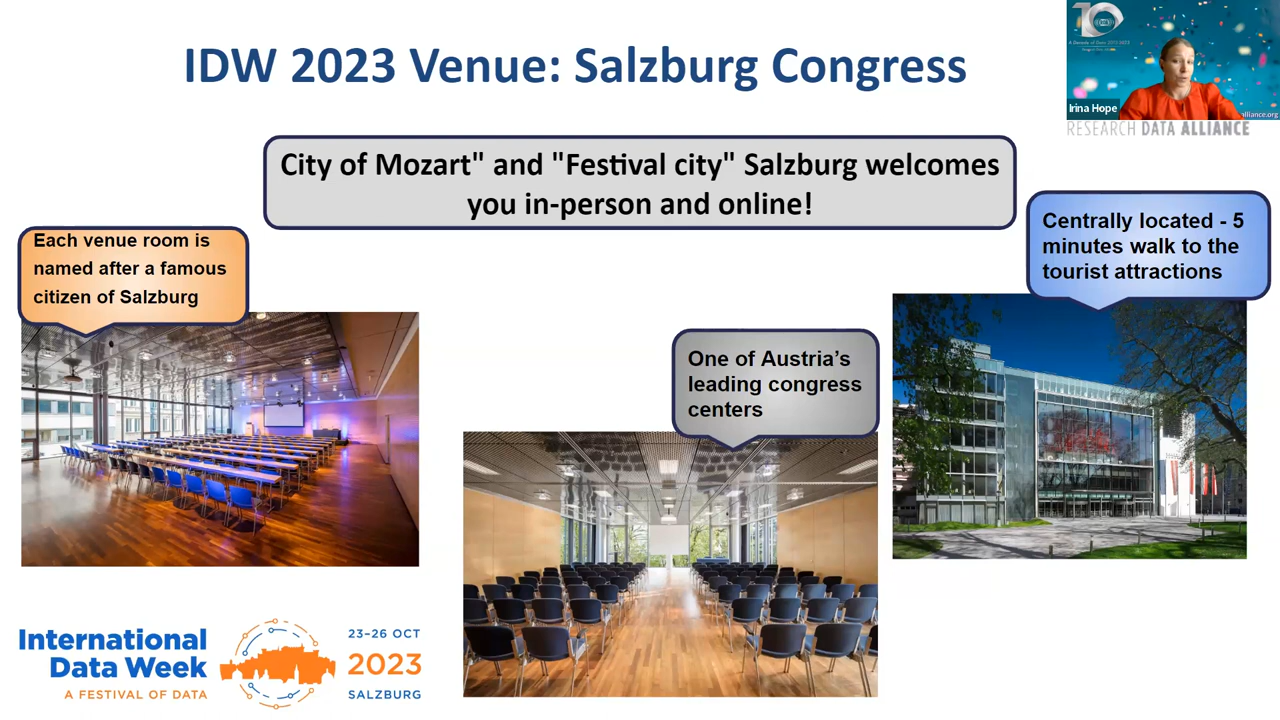 IDW 2023 Venue: Salzburg Congress
Irina Hope
alliance.org
RESEARCH DATA ALLIANCE
City of Mozart" and "Festival city" Salzburg welcomes
you in-person and online!
Each venue room is
named after a famous
citizen of Salzburg
Centrally located - 5
minutes walk to the
tourist attractions
One of Austria’s
leading congress
centers
International
Data Week
A FESTIVAL OF DATA
23–26 OCT
2023
SALZBURG